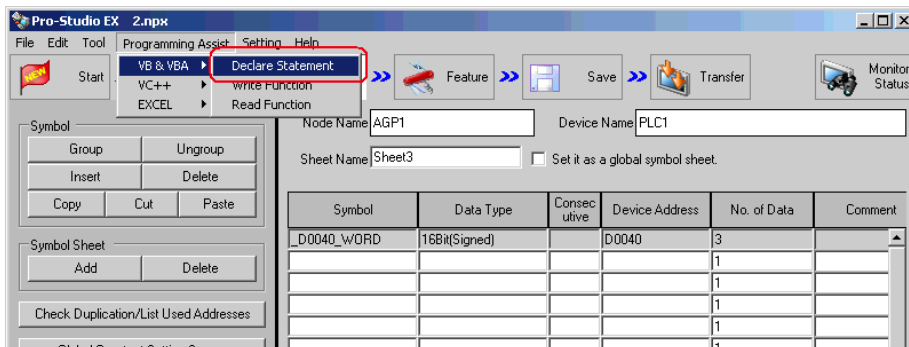 Pro-Studio EX 2.npx
File Edit Tool Programming Assist Setting Help
VB & VBA Declare Statement
VC++ Write Function
EXCEL Read Function
NEW Start Feature Save Transfer Monitor Status
Symbol
Group Ungroup
Insert Delete
Copy Cut Paste
Symbol Sheet
Add Delete
Check Duplication/List Used Addresses
Node Name AGP1 Device Name PLC1
Sheet Name Sheet3 Set it as a global symbol sheet.
Symbol Data Type Consecutive Device Address No. of Data Comment
_D0040_WORD 16Bit(Signed) D0040 3
1
1
1
1